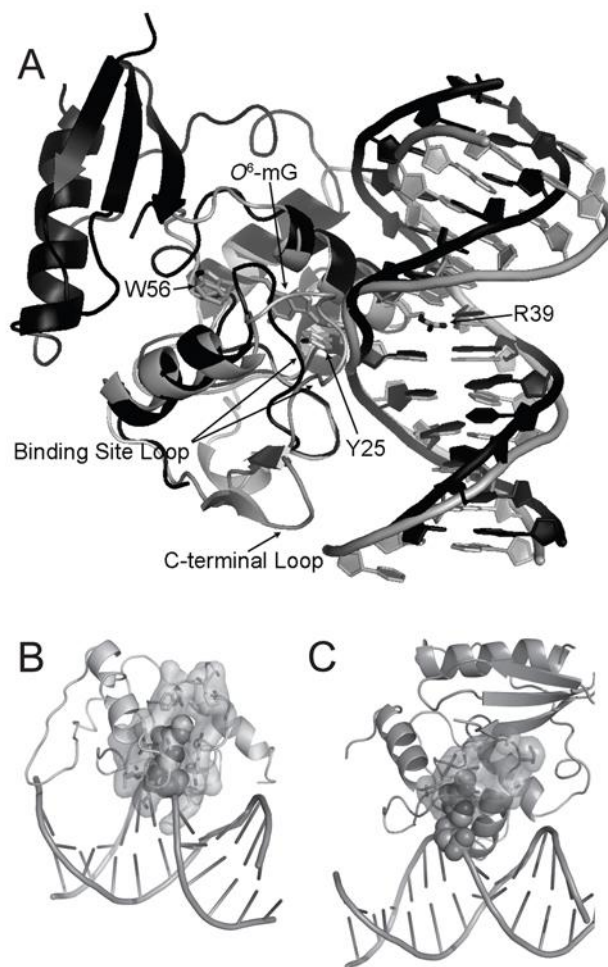 A
O⁶-mG
W56
R39
Binding Site Loop
Y25
C-terminal Loop
B
C